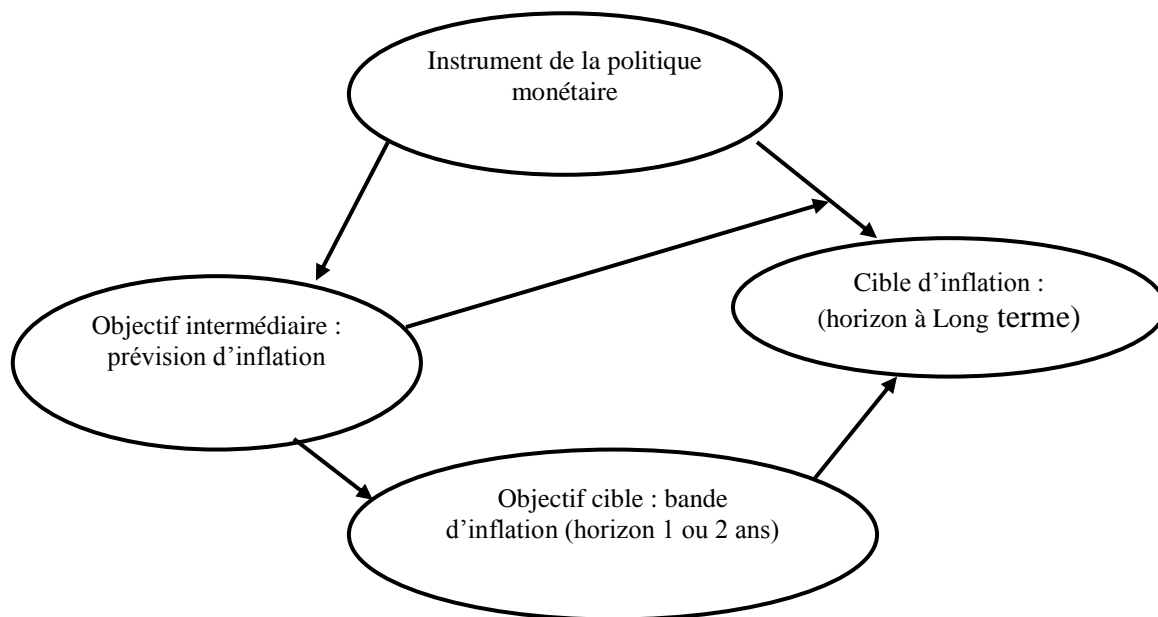 Instrument de la politique
monétaire
Cible d’inflation :
(horizon à Long terme)
Objectif intermédiaire :
prévision d’inflation
Objectif cible : bande
d’inflation (horizon 1 ou 2 ans)